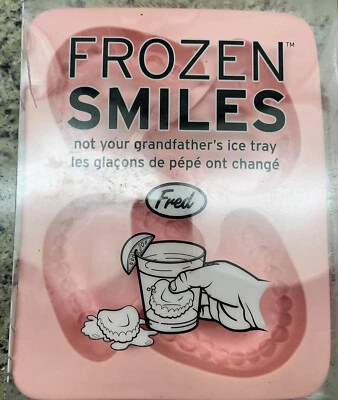 FROZEN™
SMILES
not your grandfather's ice tray
les glaçons de pépé ont changé
Fred